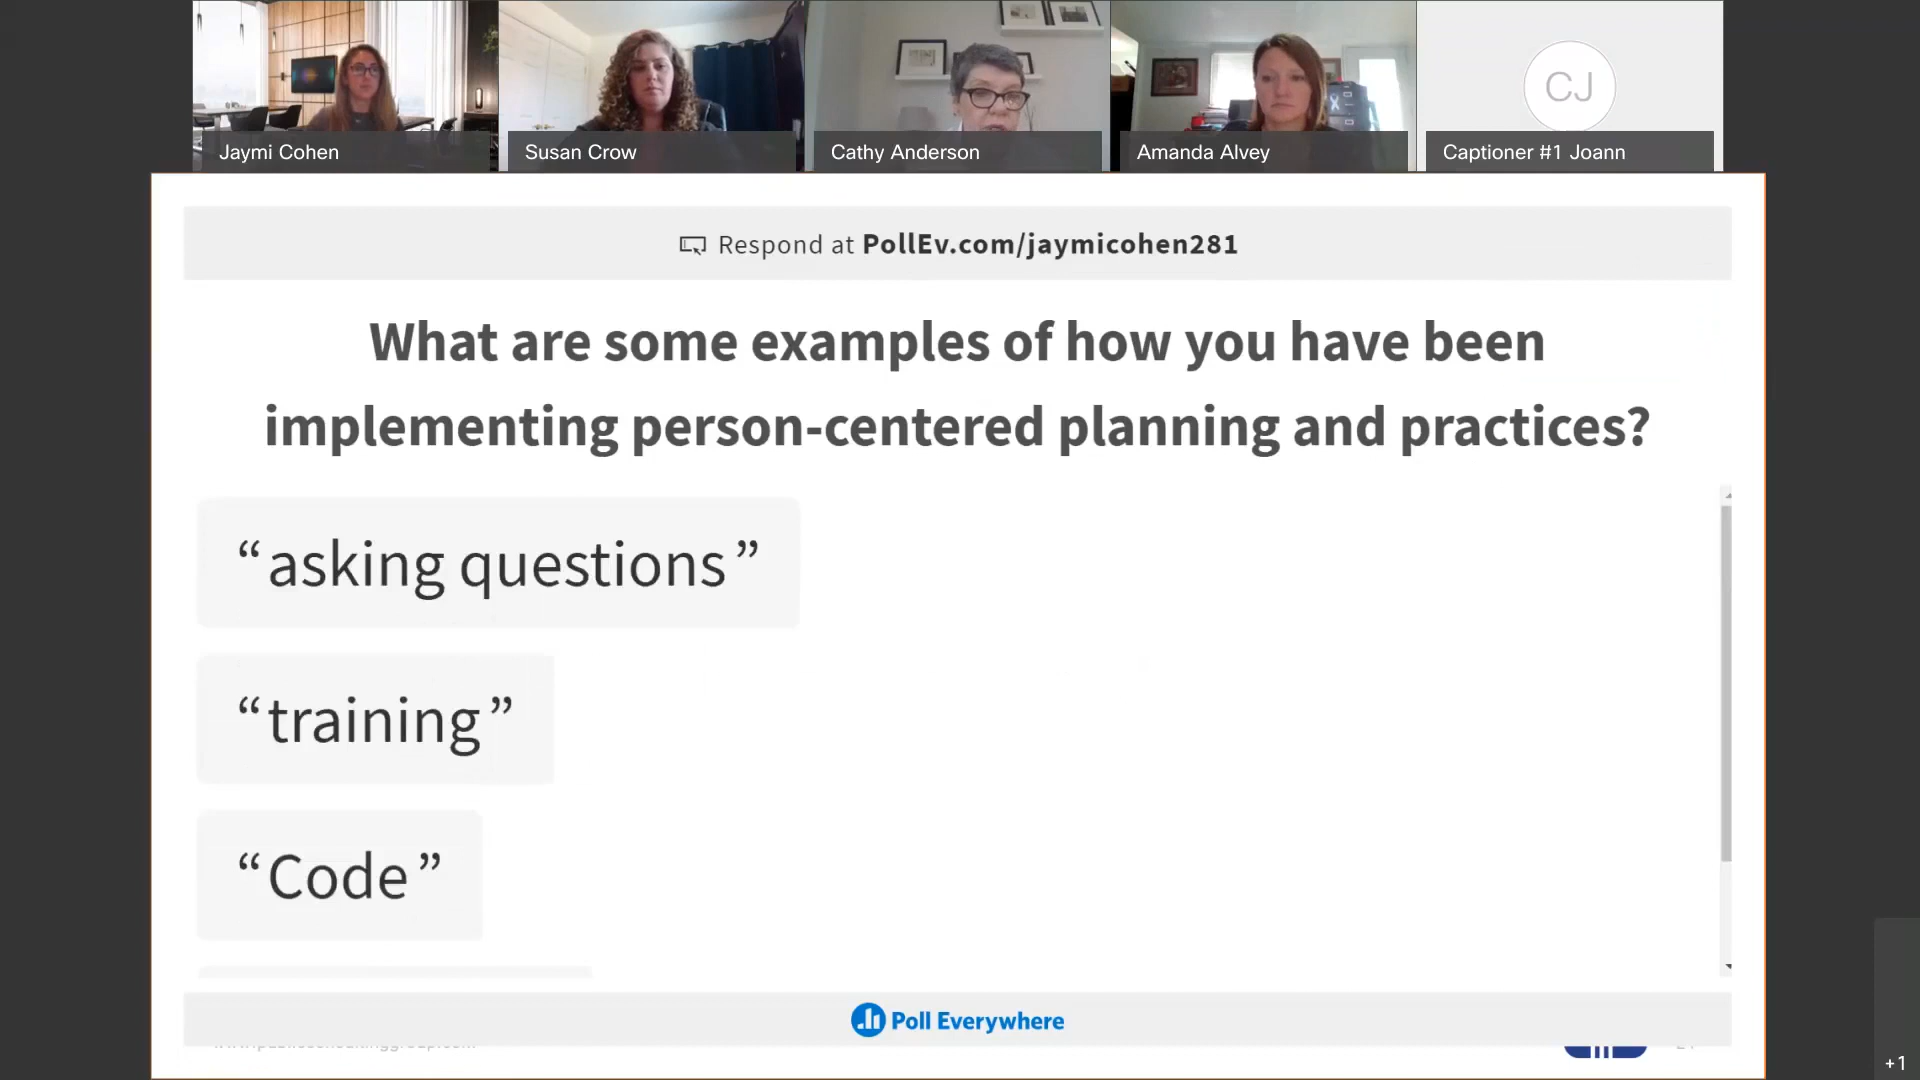 Jaymi Cohen
Susan Crow
Cathy Anderson
Amanda Alvey
CJ
Captioner #1 Joann
Respond at PollEv.com/jaymicohen281
What are some examples of how you have been
implementing person-centered planning and practices?
“asking questions”
“training”
“Code”
Poll Everywhere
+1